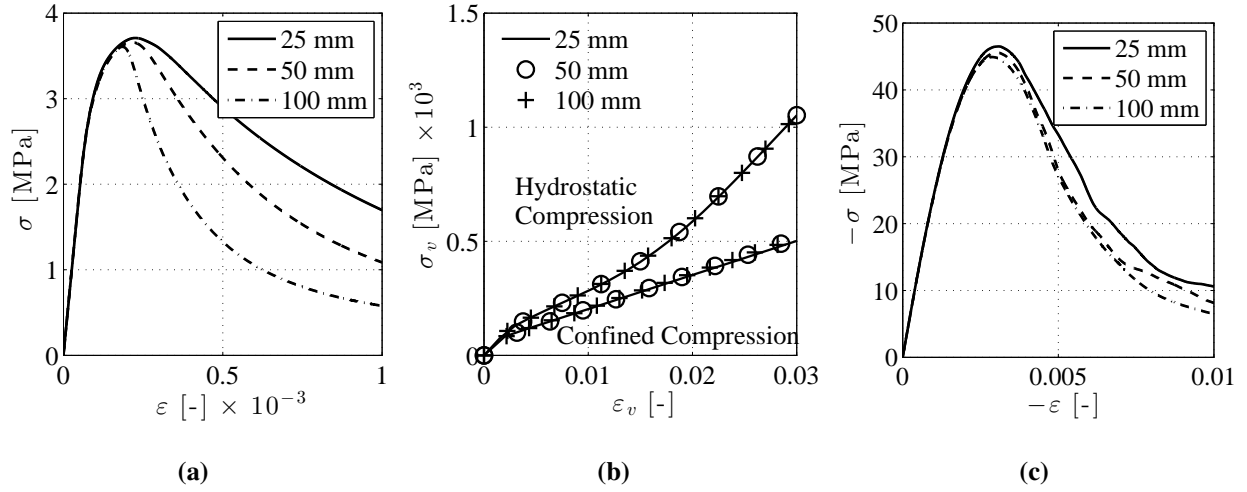 4
3
2
1
0
σ [MPa]
0
0.5
1
ε [-] × 10⁻³
25 mm
50 mm
100 mm
(a)
1.5
1
0.5
0
σᵥ [MPa] ×10³
0
0.01
0.02
0.03
εᵥ [-]
25 mm
50 mm
100 mm
Hydrostatic
Compression
Confined Compression
(b)
50
40
30
20
10
0
−σ [MPa]
0
0.005
0.01
−ε [-]
25 mm
50 mm
100 mm
(c)